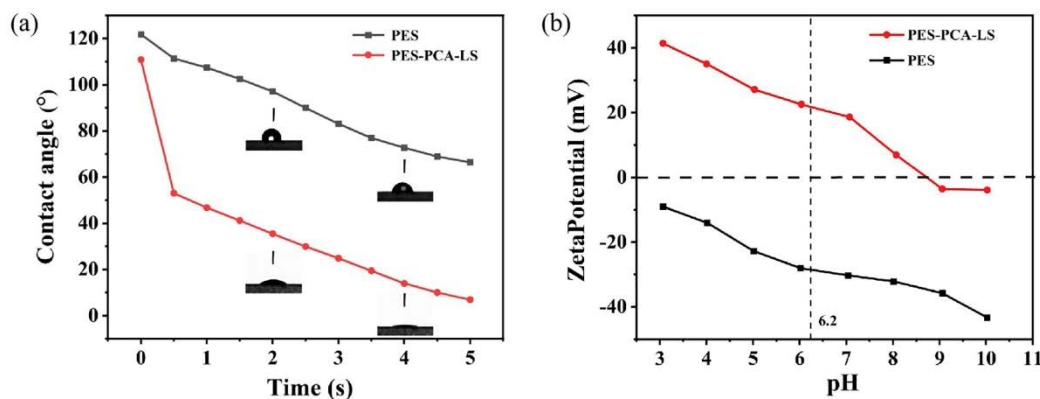 (a)
PES
PES-PCA-LS
Contact angle (°)
120
100
80
60
40
20
0
0 1 2 3 4 5
Time (s)
(b)
PES-PCA-LS
PES
ZetaPotential (mV)
40
20
0
-20
-40
6.2
3 4 5 6 7 8 9 10 11
pH